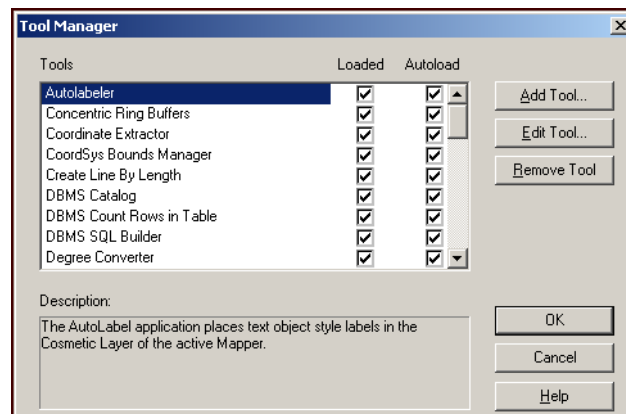 Tool Manager
Tools Loaded Autoload
Autolabeler
Concentric Ring Buffers
Coordinate Extractor
CoordSys Bounds Manager
Create Line By Length
DBMS Catalog
DBMS Count Rows in Table
DBMS SQL Builder
Degree Converter
Add Tool...
Edit Tool...
Remove Tool
Description:
The AutoLabel application places text object style labels in the
Cosmetic Layer of the active Mapper.
OK
Cancel
Help